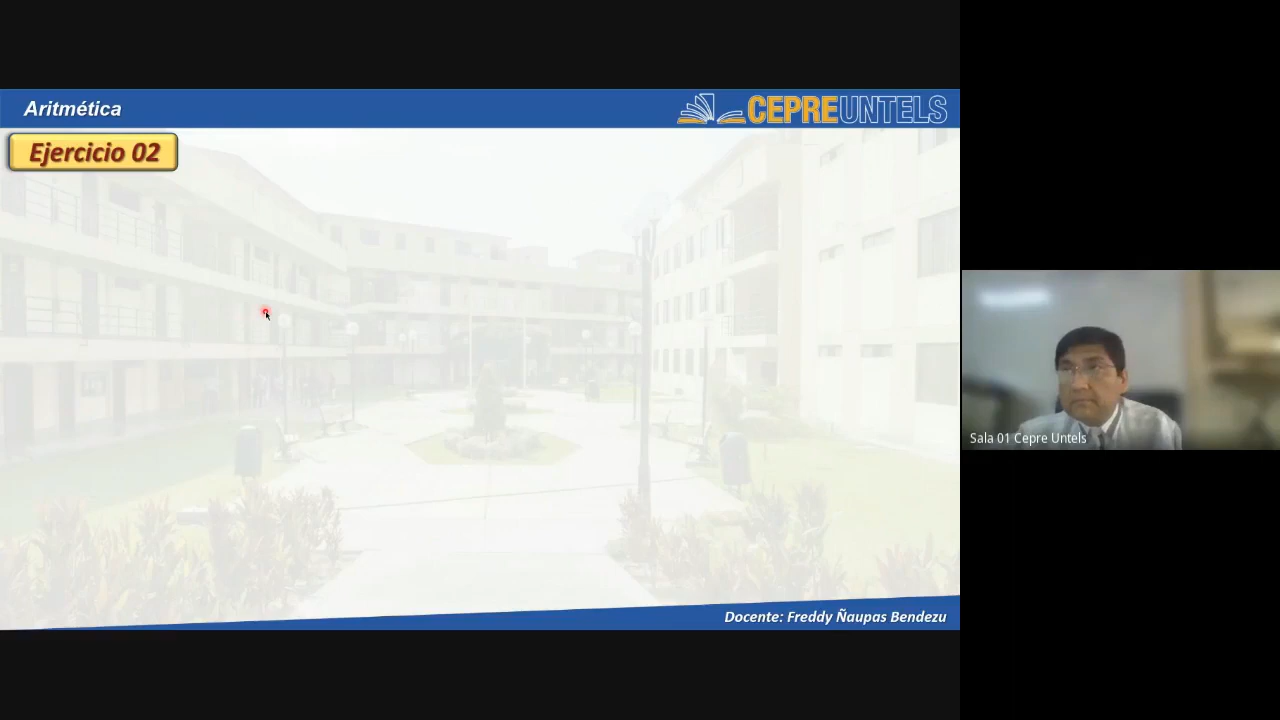 Aritmética
CEPREUNTELS
Ejercicio 02
Sala 01 Cepre Untels
Docente: Freddy Ñaupas Bendezu